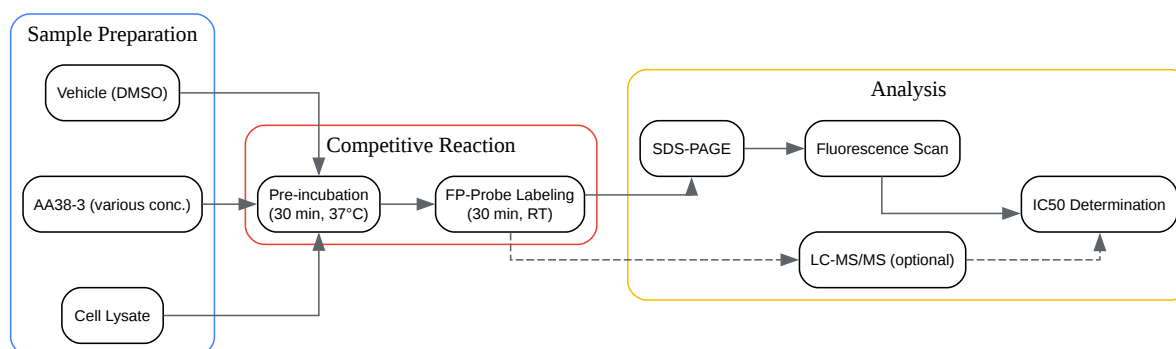 Sample Preparation
Vehicle (DMSO)
AA38-3 (various conc.)
Cell Lysate
Competitive Reaction
Pre-incubation
(30 min, 37°C)
FP-Probe Labeling
(30 min, RT)
Analysis
SDS-PAGE
Fluorescence Scan
LC-MS/MS (optional)
IC50 Determination